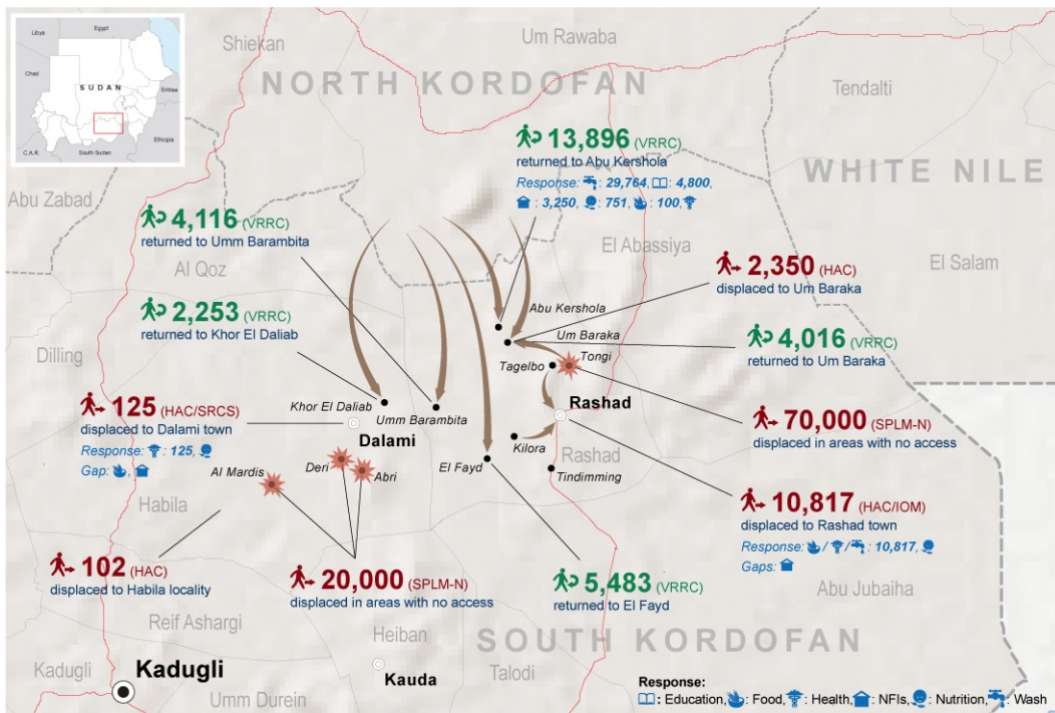 Libya
Egypt
Chad
SUDAN
Eritrea
Ethiopia
C.A.R.
South Sudan
Shiekan
Um Rawaba
NORTH KORDOFAN
Tendalti
WHITE NILE
Abu Zabad
13,896 (VRRC)
returned to Abu Kershola
Response: : 29,764, : 4,800,
: 3,250, : 751, : 100,
4,116 (VRRC)
returned to Umm Barambita
Al Qoz
El Abassiya
El Salam
2,350 (HAC)
displaced to Um Baraka
2,253 (VRRC)
returned to Khor El Daliab
Abu Kershola
Um Baraka
4,016 (VRRC)
returned to Um Baraka
Dilling
Tagelbo
Tongi
125 (HAC/SRCS)
displaced to Dalami town
Response: : 125,
Gap: ,
Khor El Daliab
Umm Barambita
Dalami
Rashad
70,000 (SPLM-N)
displaced in areas with no access
Kilora
Rashad
Al Mardis
Deri
Abri
El Fayd
Tindimming
Habila
10,817 (HAC/IOM)
displaced to Rashad town
Response: / / : 10,817,
Gaps:
102 (HAC)
displaced to Habila locality
20,000 (SPLM-N)
displaced in areas with no access
5,483 (VRRC)
returned to El Fayd
Abu Jubaiha
Reif Ashargi
Heiban
SOUTH KORDOFAN
Kadugli
Kadugli
Kauda
Talodi
Umm Durein
Response:
: Education, : Food, : Health, : NFIs, : Nutrition, : Wash